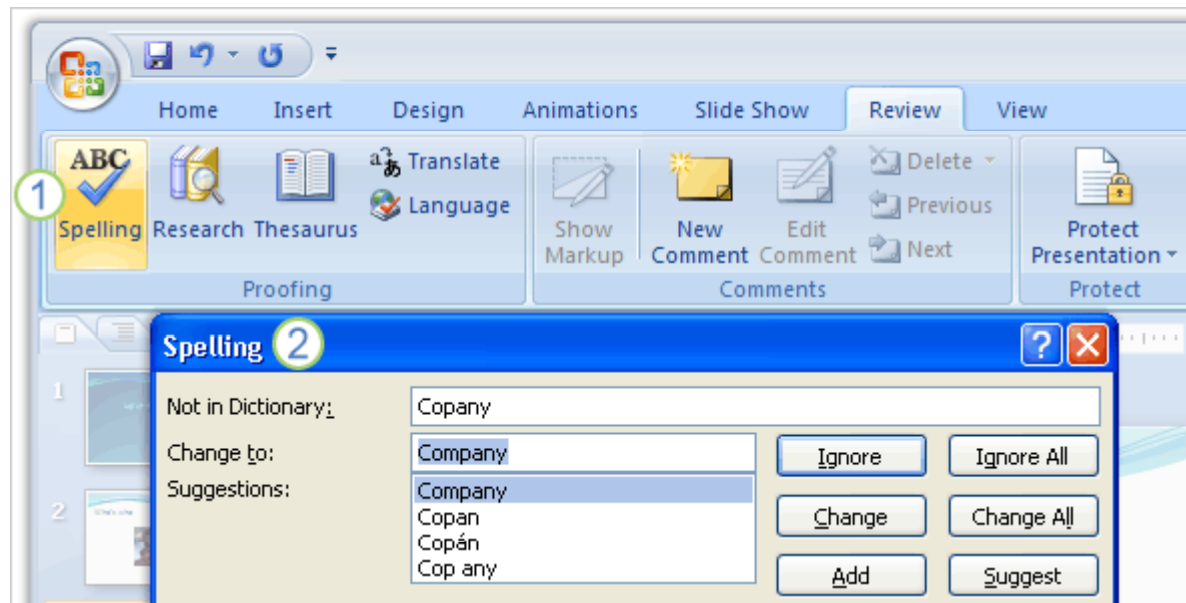 Home Insert Design Animations Slide Show Review View
ABC
Translate
Delete
1
Language
Previous
Spelling Research Thesaurus
Show Markup
New Comment
Edit Comment
Next
Protect Presentation
Proofing Comments Protect
Spelling 2
?
1
Not in Dictionary: Copany
Change to: Company
Ignore Ignore All
Suggestions: Company
Copan
Copán
Cop any
Change Change All
2
Add Suggest